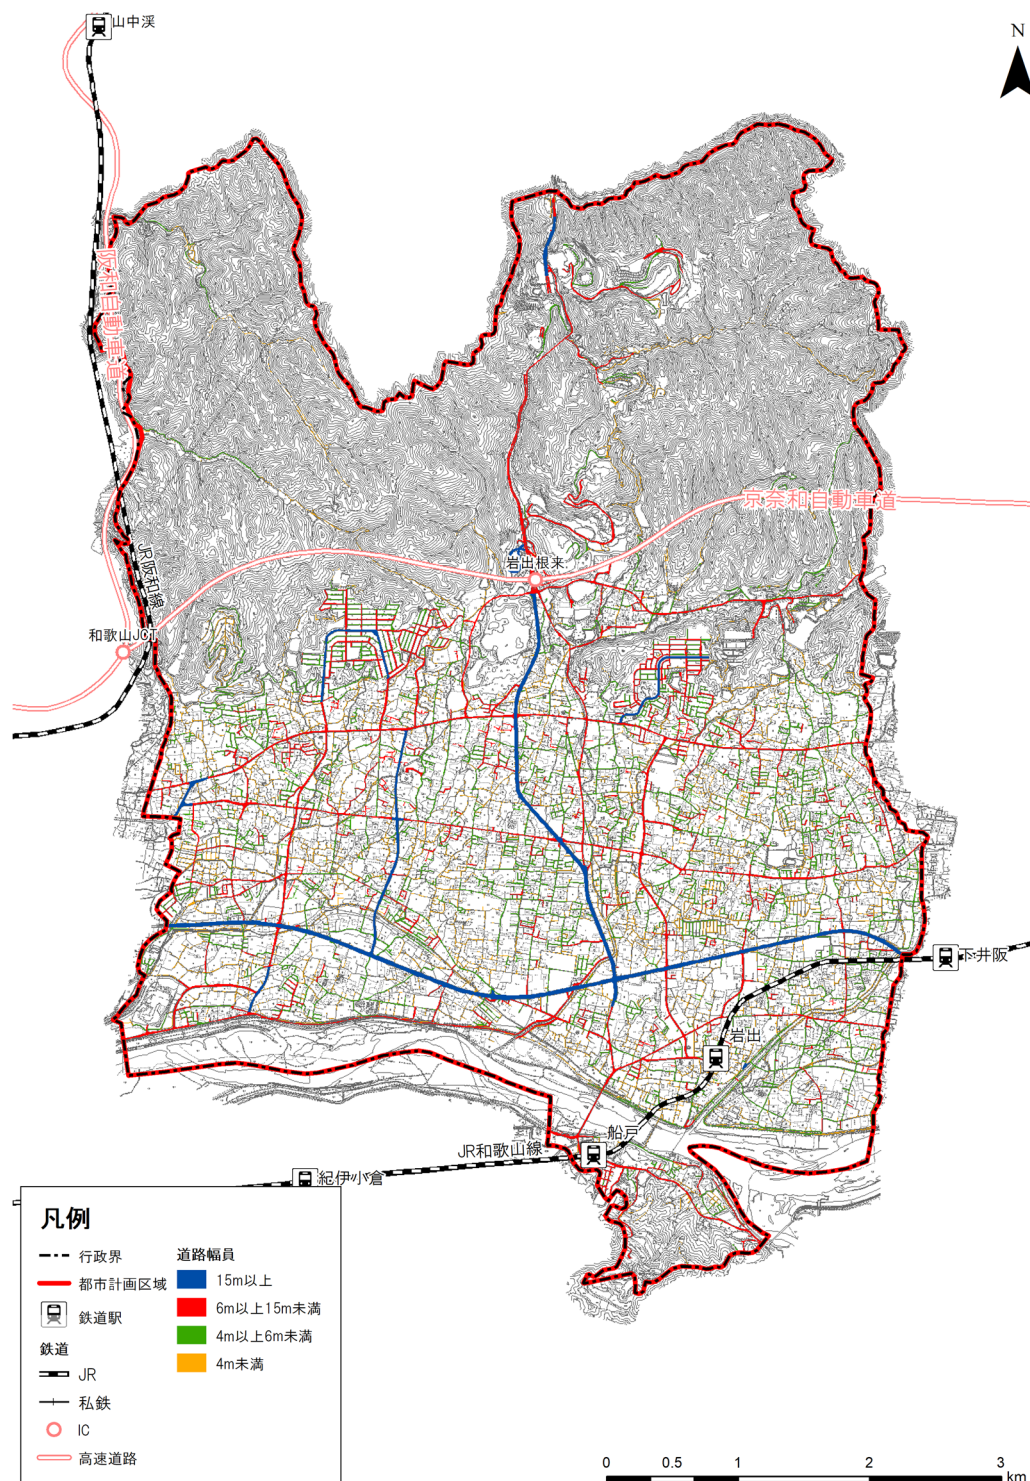 山中渓
N
阪和自動車道
京奈和自動車道
岩出根来
JR阪和線
和歌山JCT
下井阪
岩出
船戸
JR和歌山線
紀伊小倉
凡例
行政界
都市計画区域
鉄道駅
鉄道
JR
私鉄
IC
高速道路
道路幅員
15m以上
6m以上15m未満
4m以上6m未満
4m未満
0 0.5 1 2 3
km